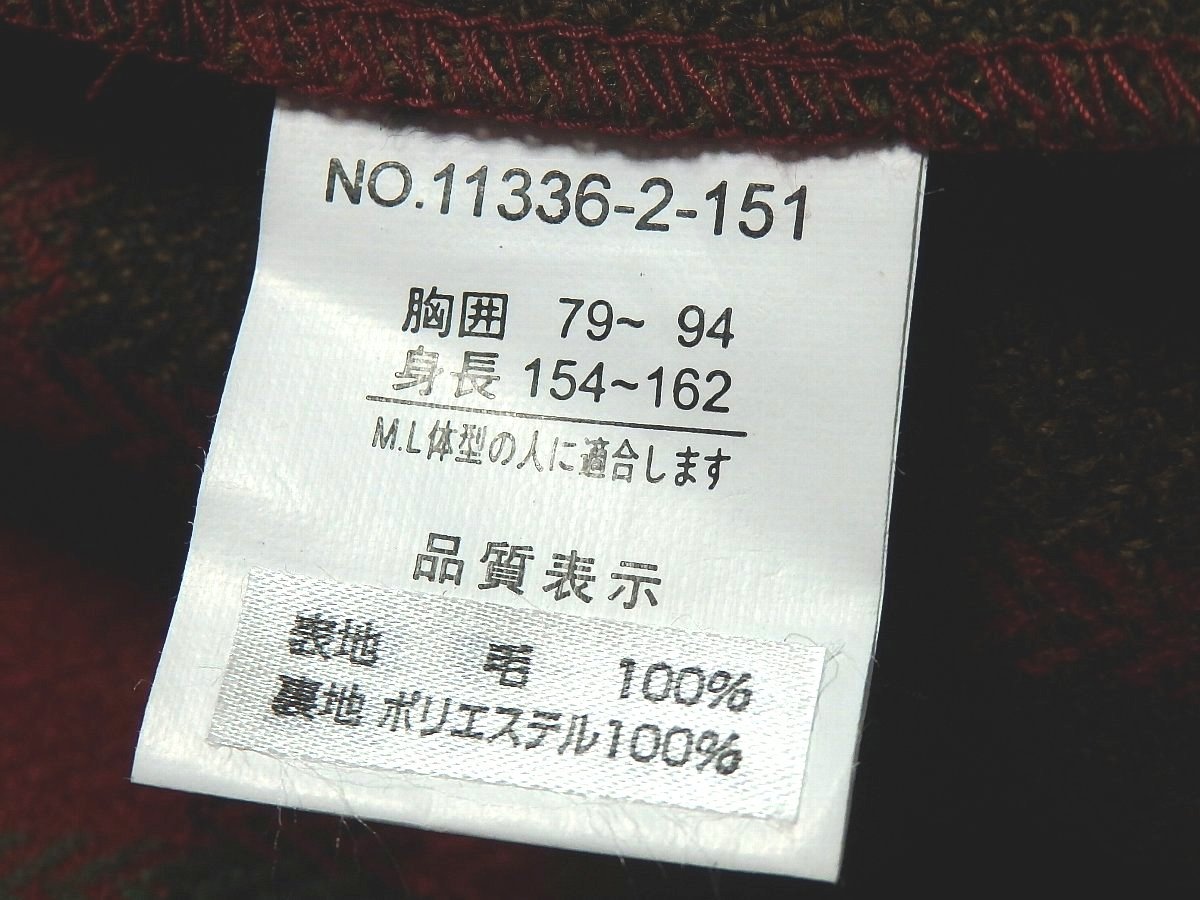 NO.11336-2-151
胸囲 79~ 94
身長 154~162
M.L体型の人に適合します
品質表示
表地 毛 100%
裏地 ポリエステル100%